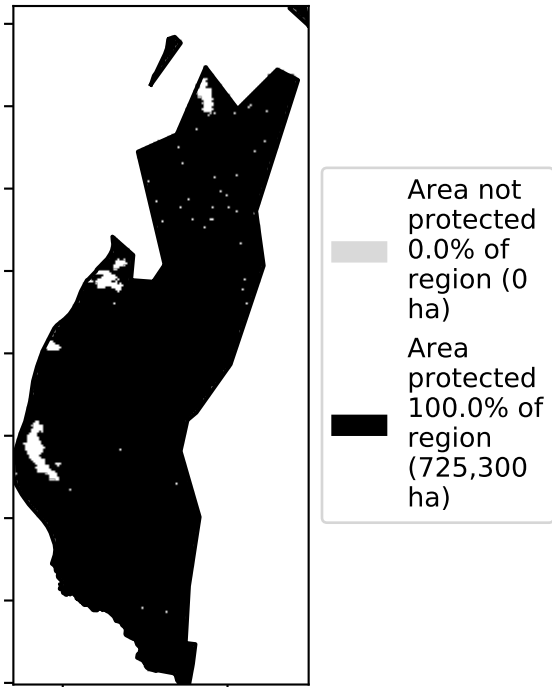 Area not
protected
0.0% of
region (0
ha)
Area
protected
100.0% of
region
(725,300
ha)